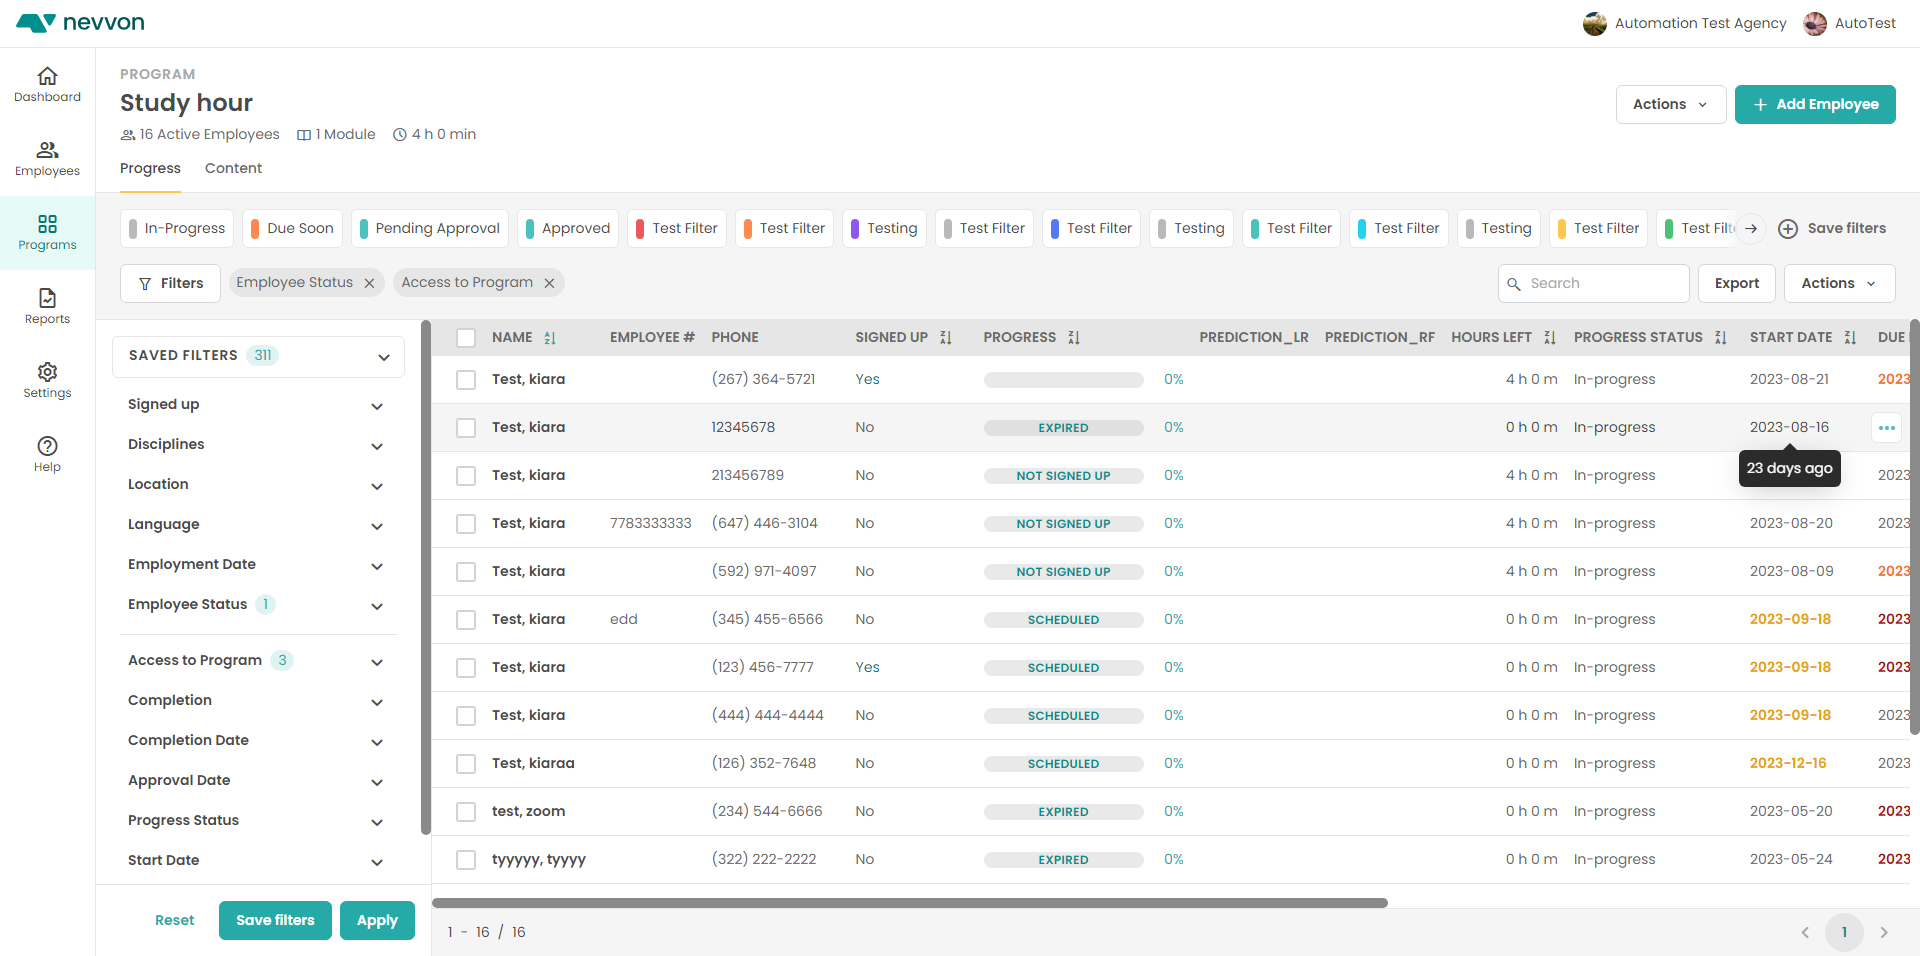 nevvon
Automation Test Agency
AutoTest
Dashboard
Employees
Programs
Reports
Settings
Help
PROGRAM
Study hour
16 Active Employees 1 Module 4 h 0 min
Actions
Add Employee
Progress Content
In-Progress Due Soon Pending Approval Approved Test Filter Test Filter Testing Test Filter Test Filter Testing Test Filter Test Filter Testing Test Filter Test Save filters
Filters Employee Status Access to Program Search Export Actions
SAVED FILTERS 311
Signed up
Disciplines
Location
Language
Employment Date
Employee Status 1
Access to Program 3
Completion
Completion Date
Approval Date
Progress Status
Start Date
Reset Save filters Apply
NAME EMPLOYEE # PHONE SIGNED UP PROGRESS PREDICTION_LR PREDICTION_RF HOURS LEFT PROGRESS STATUS START DATE DUE
Test, kiara (267) 364-5721 Yes 0% 4 h 0 m In-progress 2023-08-21 2023
Test, kiara 12345678 No EXPIRED 0% 0 h 0 m In-progress 2023-08-16
23 days ago
Test, kiara 213456789 No NOT SIGNED UP 0% 4 h 0 m In-progress 2023
Test, kiara 7783333333 (647) 446-3104 No NOT SIGNED UP 0% 4 h 0 m In-progress 2023-08-20 2023
Test, kiara (592) 971-4097 No NOT SIGNED UP 0% 4 h 0 m In-progress 2023-08-09 2023
Test, kiara edd (345) 455-6566 No SCHEDULED 0% 0 h 0 m In-progress 2023-09-18 2023
Test, kiara (123) 456-7777 Yes SCHEDULED 0% 0 h 0 m In-progress 2023-09-18 2023
Test, kiara (444) 444-4444 No SCHEDULED 0% 0 h 0 m In-progress 2023-09-18 2023
Test, kiaraa (126) 352-7648 No SCHEDULED 0% 0 h 0 m In-progress 2023-12-16 2023
test, zoom (234) 544-6666 No EXPIRED 0% 0 h 0 m In-progress 2023-05-20 2023
tyyyyy, tyyyy (322) 222-2222 No EXPIRED 0% 0 h 0 m In-progress 2023-05-24 2023
1 - 16 / 16
1